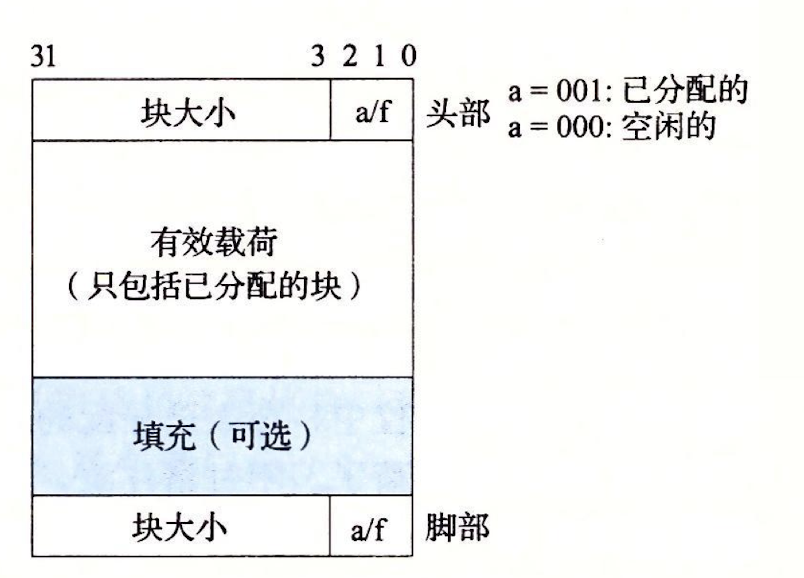 31 3 2 1 0
块大小 a/f 头部 a = 001: 已分配的
a = 000: 空闲的
有效载荷
（只包括已分配的块）
填充（可选）
块大小 a/f 脚部